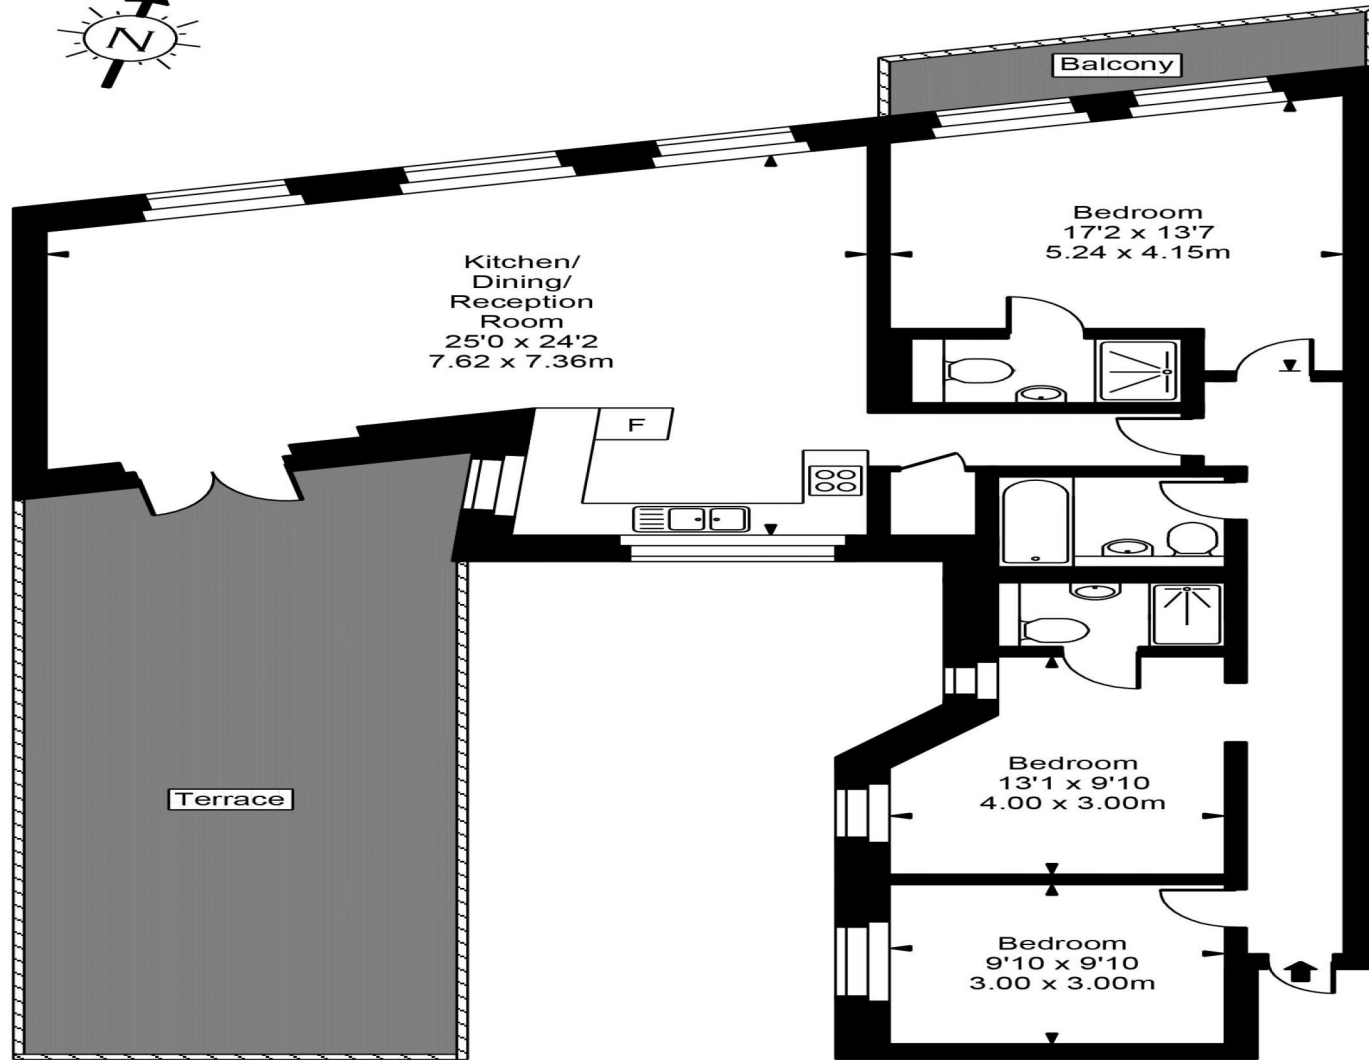 N
Balcony
Bedroom
17'2 x 13'7
5.24 x 4.15m
Kitchen/
Dining/
Reception
Room
25'0 x 24'2
7.62 x 7.36m
F
Terrace
Bedroom
13'1 x 9'10
4.00 x 3.00m
Bedroom
9'10 x 9'10
3.00 x 3.00m